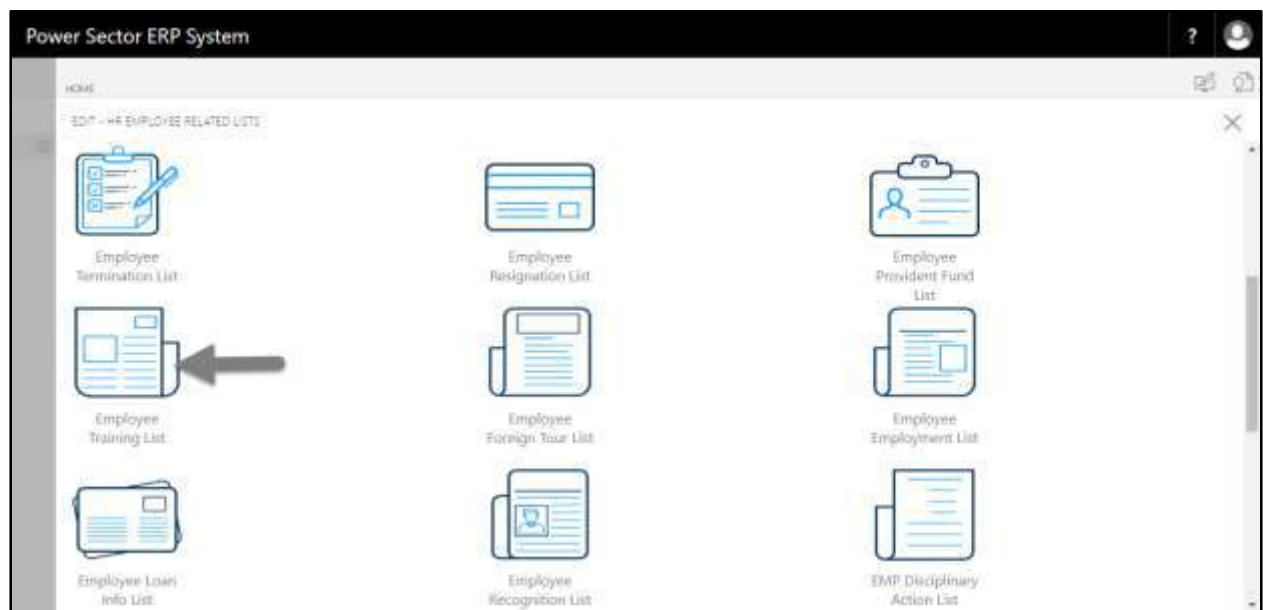 Power Sector ERP System
?
HOME
EDIT - HR EMPLOYEE RELATED LISTS
Employee
Termination List
Employee
Resignation List
Employee
Provident Fund
List
Employee
Training List
Employee
Foreign Tour List
Employee
Employment List
Employee Loan
Info List
Employee
Recognition List
EMP Disciplinary
Action List